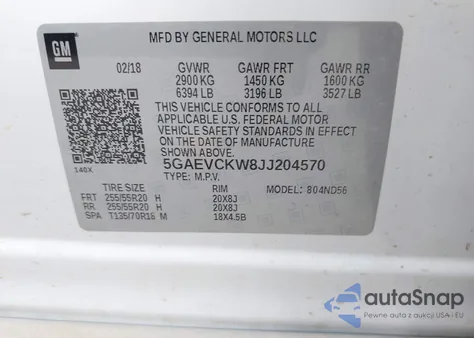 GM
MFD BY GENERAL MOTORS LLC
02/18 GVWR GAWR FRT GAWR RR
2900 KG 1450 KG 1600 KG
6394 LB 3196 LB 3527 LB
THIS VEHICLE CONFORMS TO ALL
APPLICABLE U.S. FEDERAL MOTOR
VEHICLE SAFETY STANDARDS IN EFFECT
ON THE DATE OF MANUFACTURE
SHOWN ABOVE.
5GAEVCKW8JJ204570
TYPE: M.P.V.
140X
TIRE SIZE RIM MODEL: 804ND56
FRT 255/55R20 H 20X8J
RR 255/55R20 H 20X8J
SPA T135/70R18 M 18X4.5B
autoSnap
Pewne auta z aukcji USA i EU